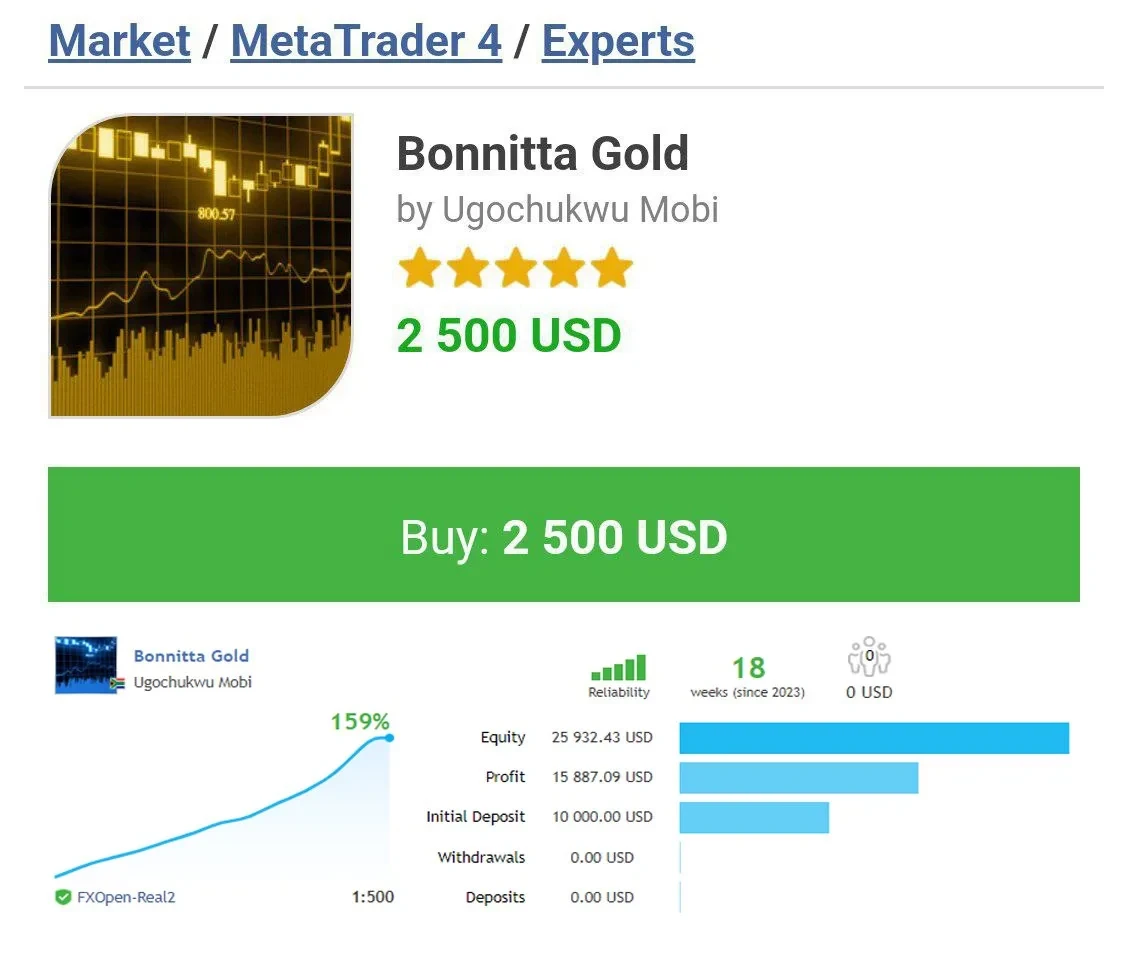 Market / MetaTrader 4 / Experts
Bonnitta Gold
by Ugochukwu Mobi
2 500 USD
800.57
Buy: 2 500 USD
Bonnitta Gold
Ugochukwu Mobi
Reliability
18
weeks (since 2023)
0
0 USD
159%
Equity 25 932.43 USD
Profit 15 887.09 USD
Initial Deposit 10 000.00 USD
Withdrawals 0.00 USD
Deposits 0.00 USD
FXOpen-Real2 1:500